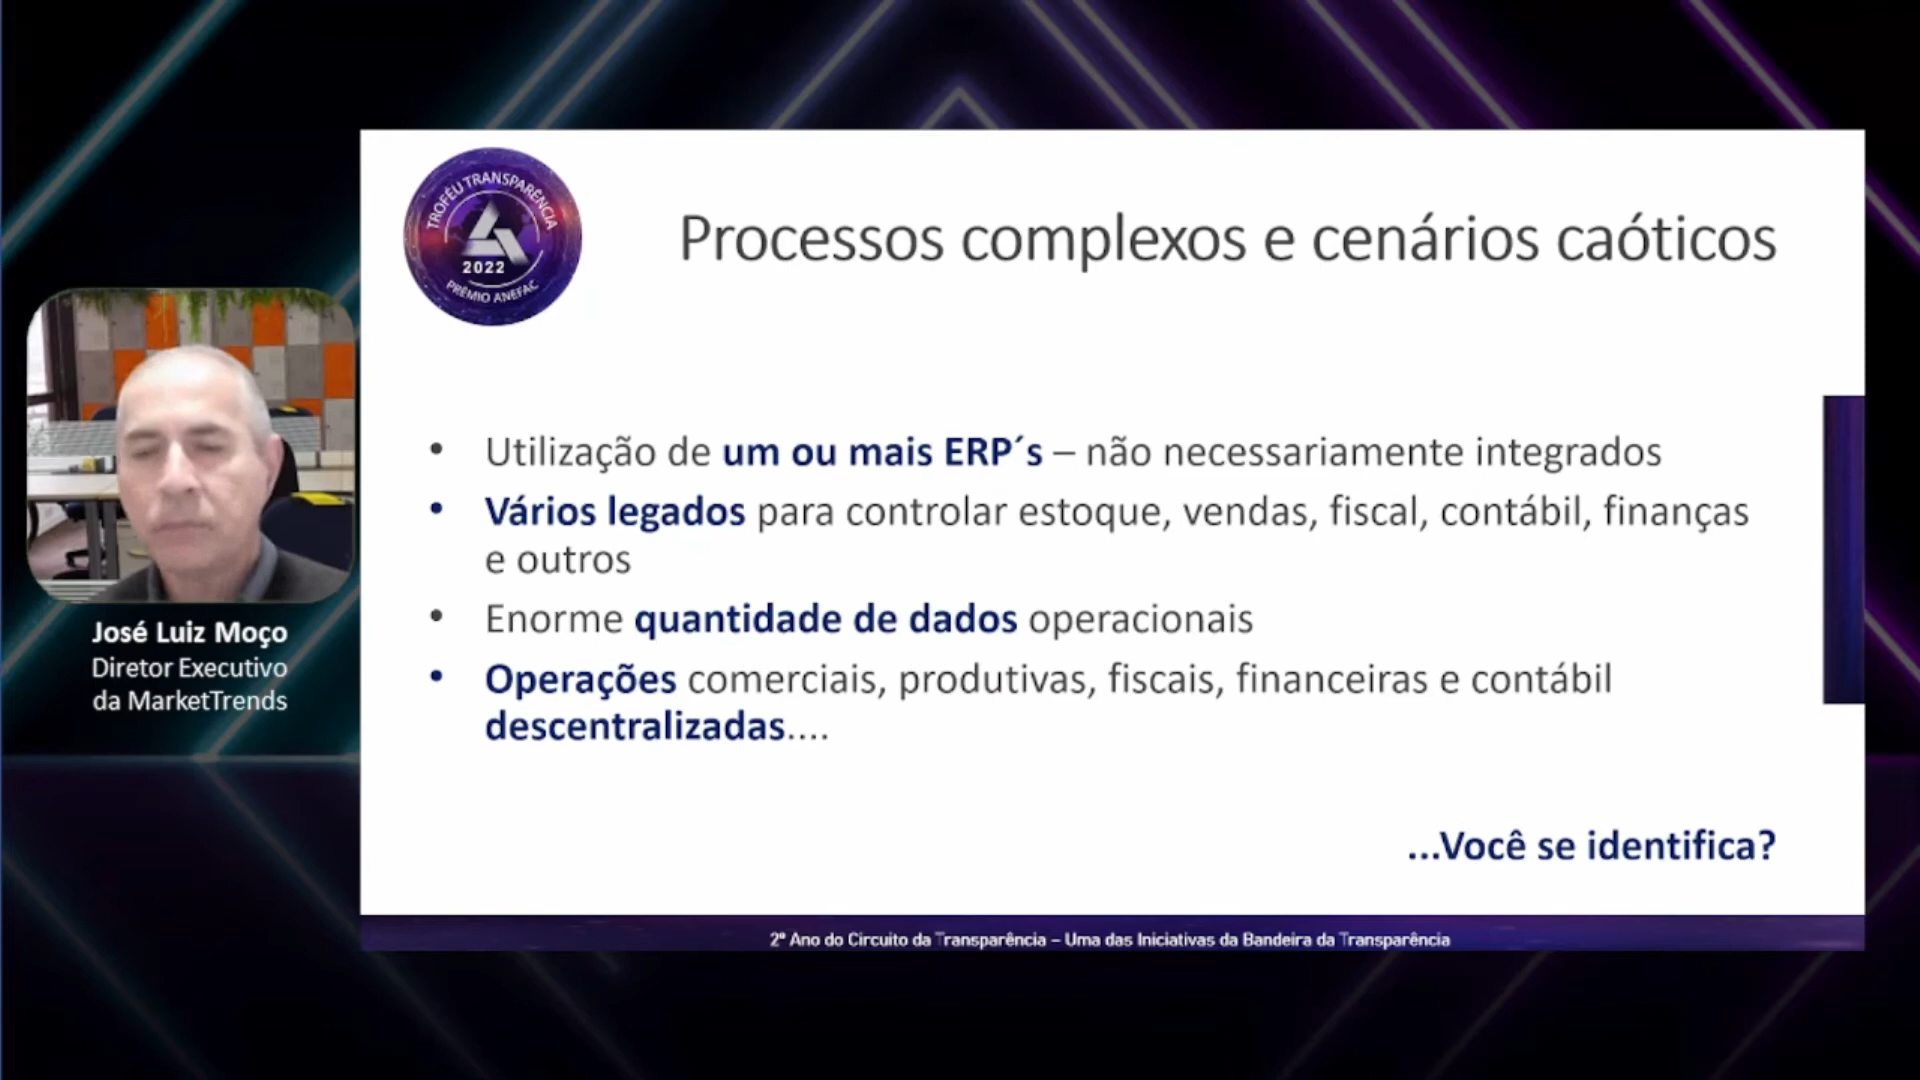 TROFÉU TRANSPARÊNCIA
2022
PRÊMIO ANEFAC
Processos complexos e cenários caóticos
• Utilização de um ou mais ERP´s – não necessariamente integrados
• Vários legados para controlar estoque, vendas, fiscal, contábil, finanças
e outros
• Enorme quantidade de dados operacionais
• Operações comerciais, produtivas, fiscais, financeiras e contábil
descentralizadas....
...Você se identifica?
José Luiz Moço
Diretor Executivo
da MarketTrends
2º Ano do Circuito da Transparência – Uma das Iniciativas da Bandeira da Transparência